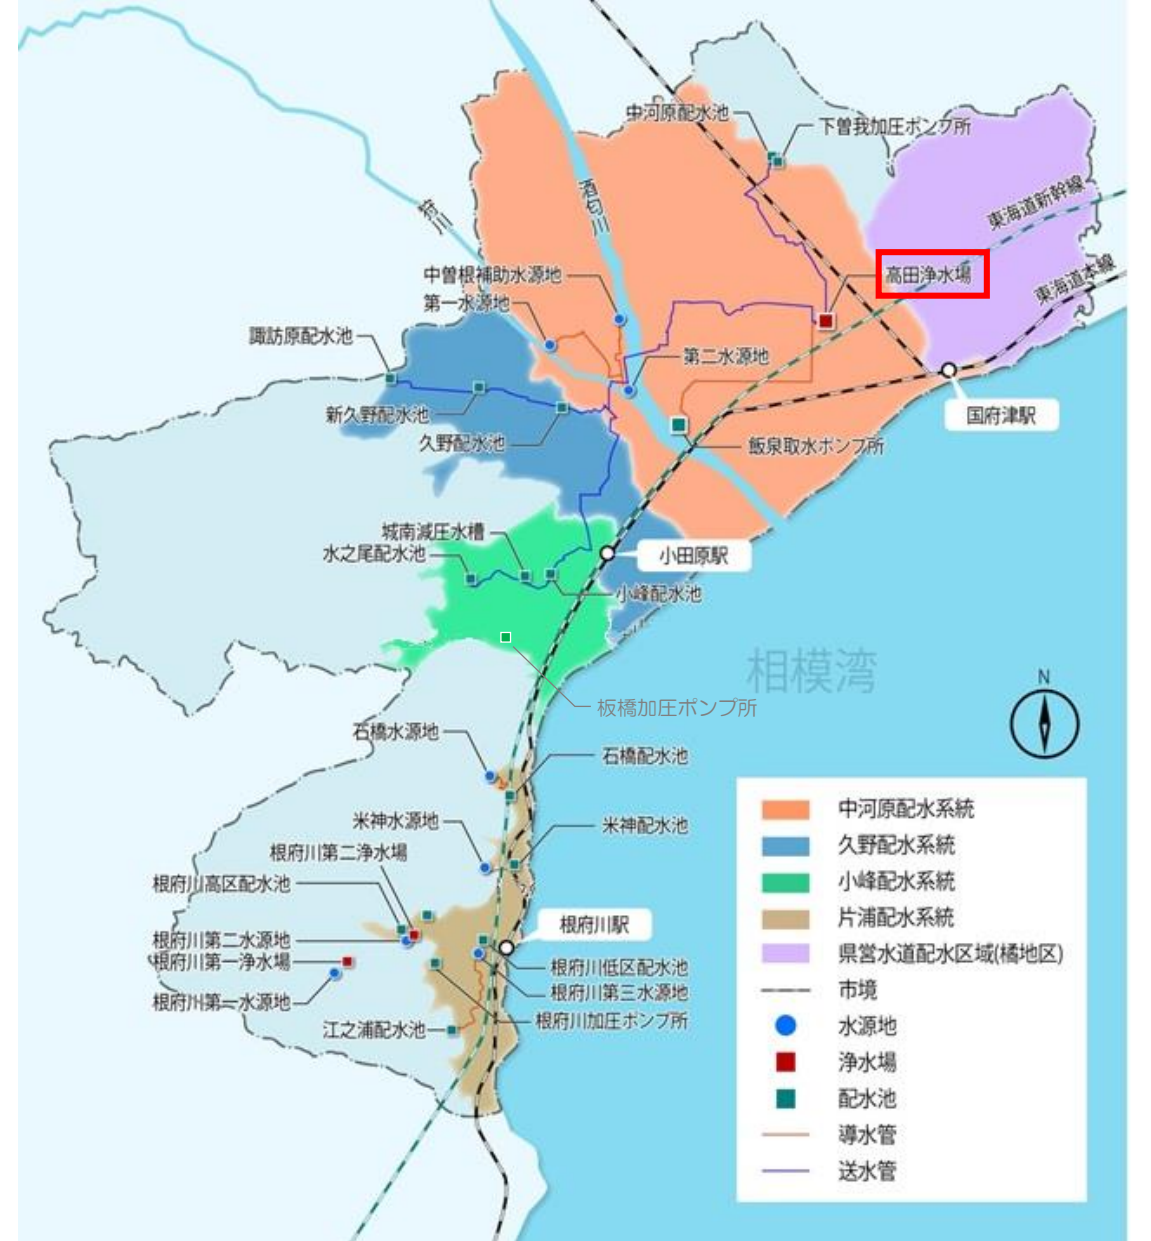 中河原配水池
下曽我加圧ポンプ所
酒匂川
狩川
東海道新幹線
東海道本線
高田浄水場
中曽根補助水源地
第一水源地
諏訪原配水池
第二水源地
新久野配水池
久野配水池
国府津駅
飯泉取水ポンプ所
城南減圧水槽
水之尾配水池
小田原駅
小峰配水池
相模湾
N
板橋加圧ポンプ所
石橋水源地
石橋配水池
米神水源地
米神配水池
根府川第二浄水場
根府川高区配水池
根府川駅
根府川第二水源地
根府川第一浄水場
根府川第一水源地
根府川低区配水池
根府川第三水源地
根府川加圧ポンプ所
江之浦配水池
中河原配水系統
久野配水系統
小峰配水系統
片浦配水系統
県営水道配水区域(橘地区)
市境
水源地
浄水場
配水池
導水管
送水管